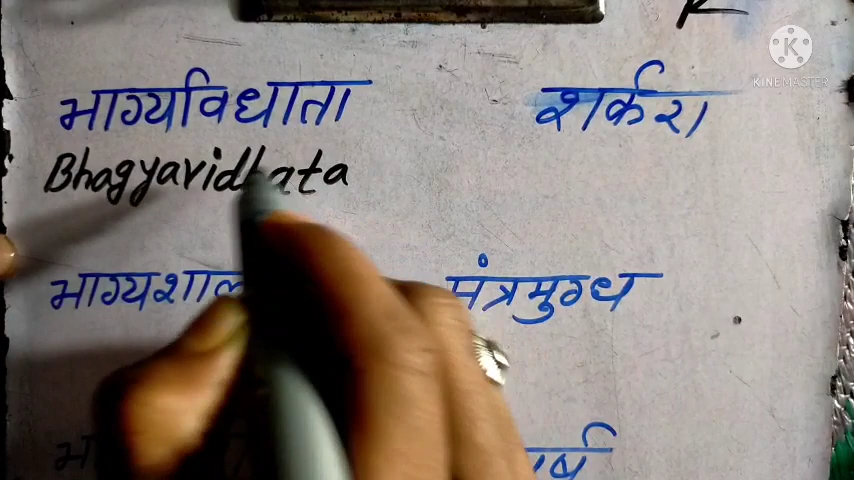 भाग्यविधाता
शर्करा
Bhagyavidhata
मंत्रमुग्ध
K
KINEMASTER